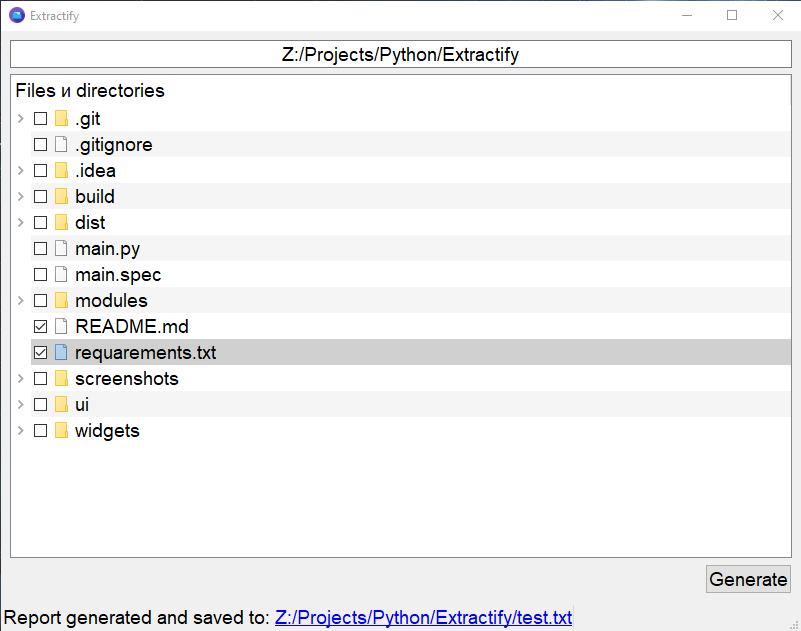 Extractify
Z:/Projects/Python/Extractify
Files и directories
.git
.gitignore
.idea
build
dist
main.py
main.spec
modules
README.md
requarements.txt
screenshots
ui
widgets
Generate
Report generated and saved to: Z:/Projects/Python/Extractify/test.txt